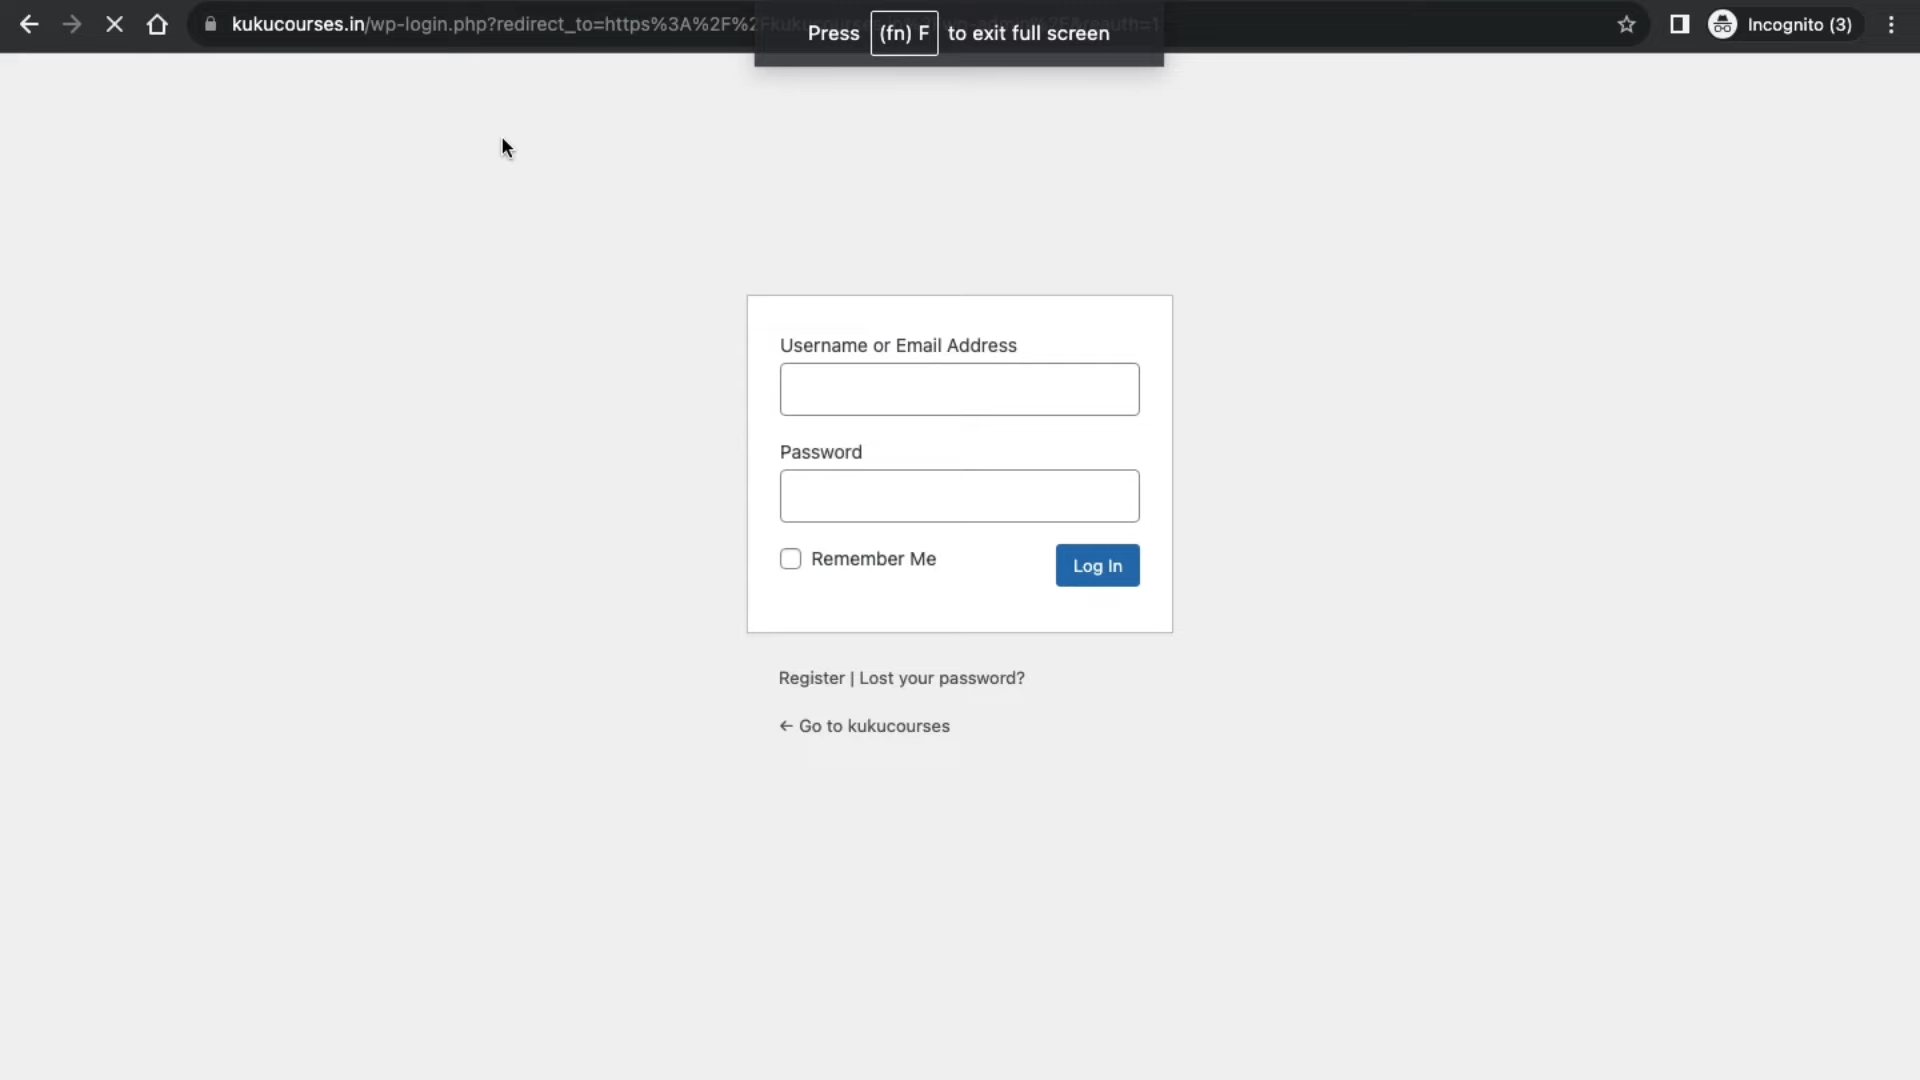 kukucourses.in/wp-login.php?redirect_to=https%3A%2F%2
Press (fn) F to exit full screen
Incognito (3)
Username or Email Address
Password
Remember Me
Log In
Register | Lost your password?
← Go to kukucourses